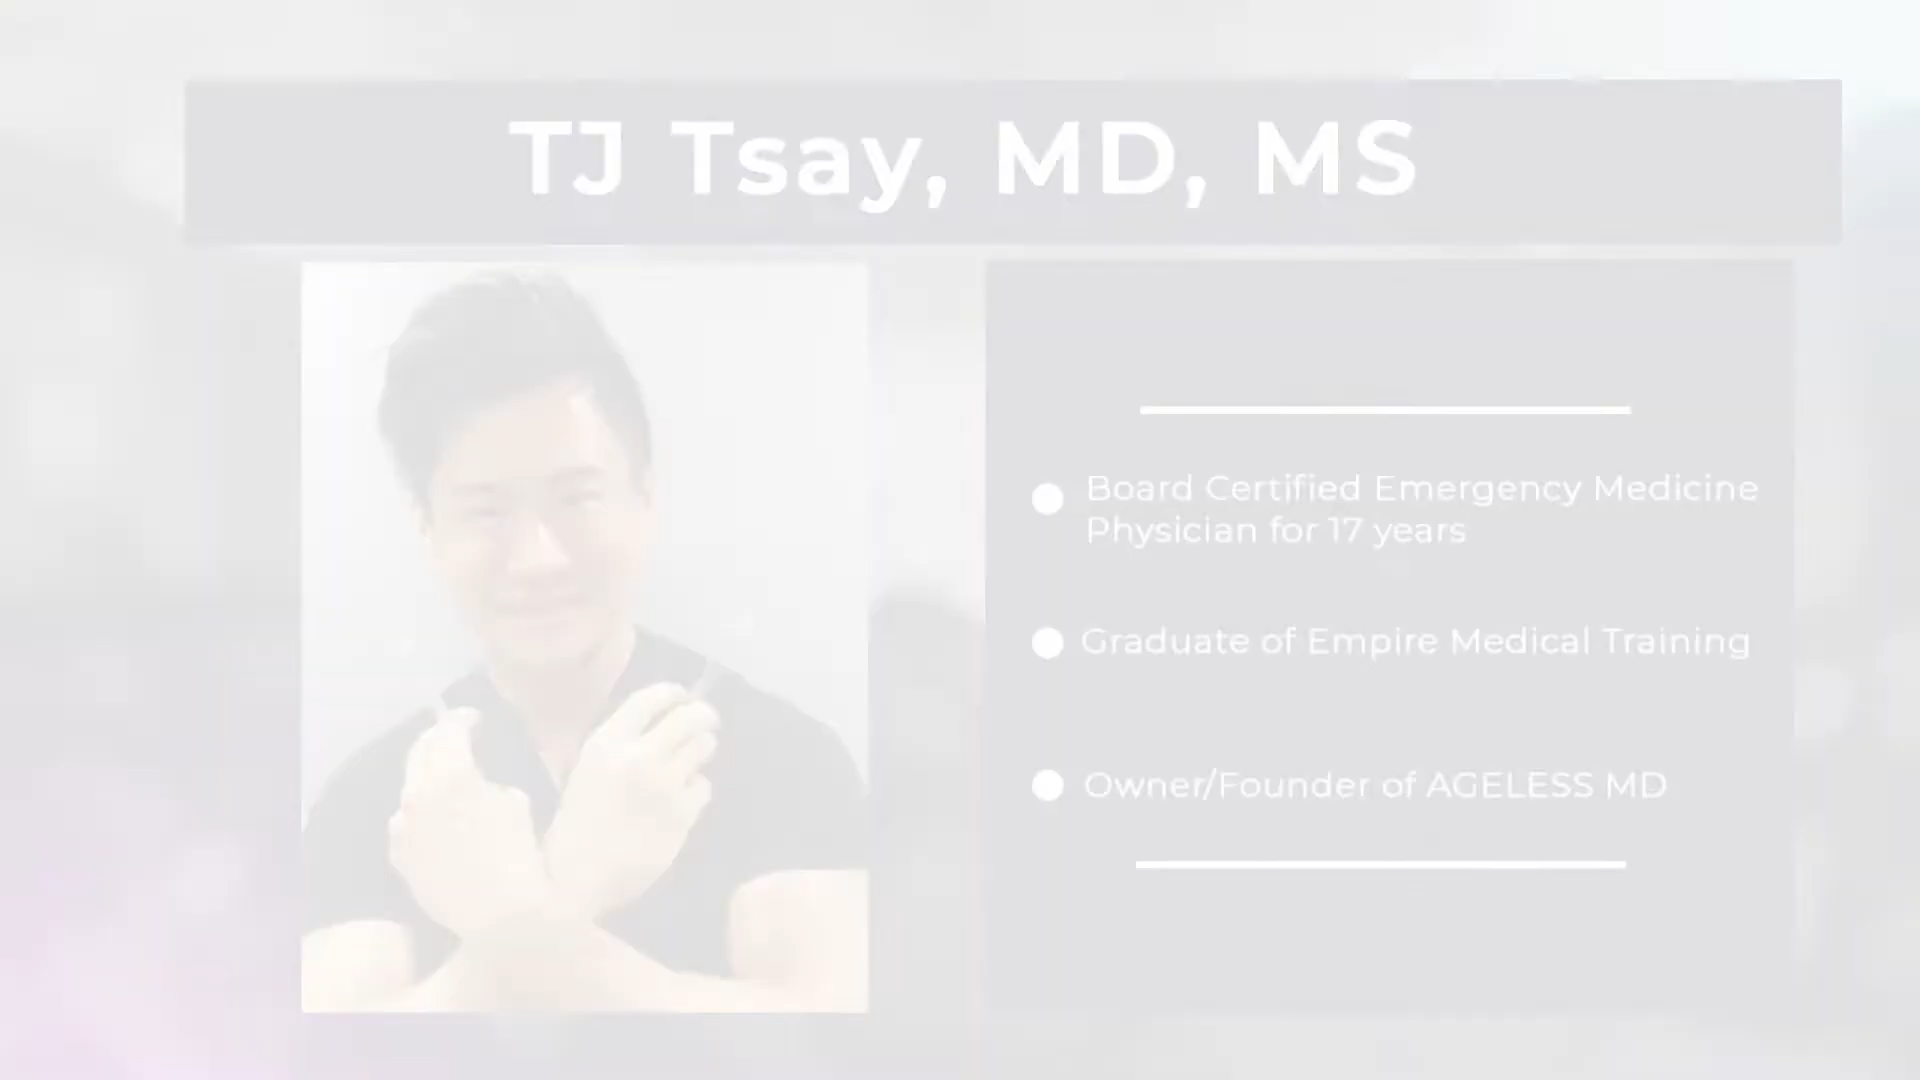 TJ Tsay, MD, MS
Board Certified Emergency Medicine
Physician for 17 years
Graduate of Empire Medical Training
Owner/Founder of AGELESS MD